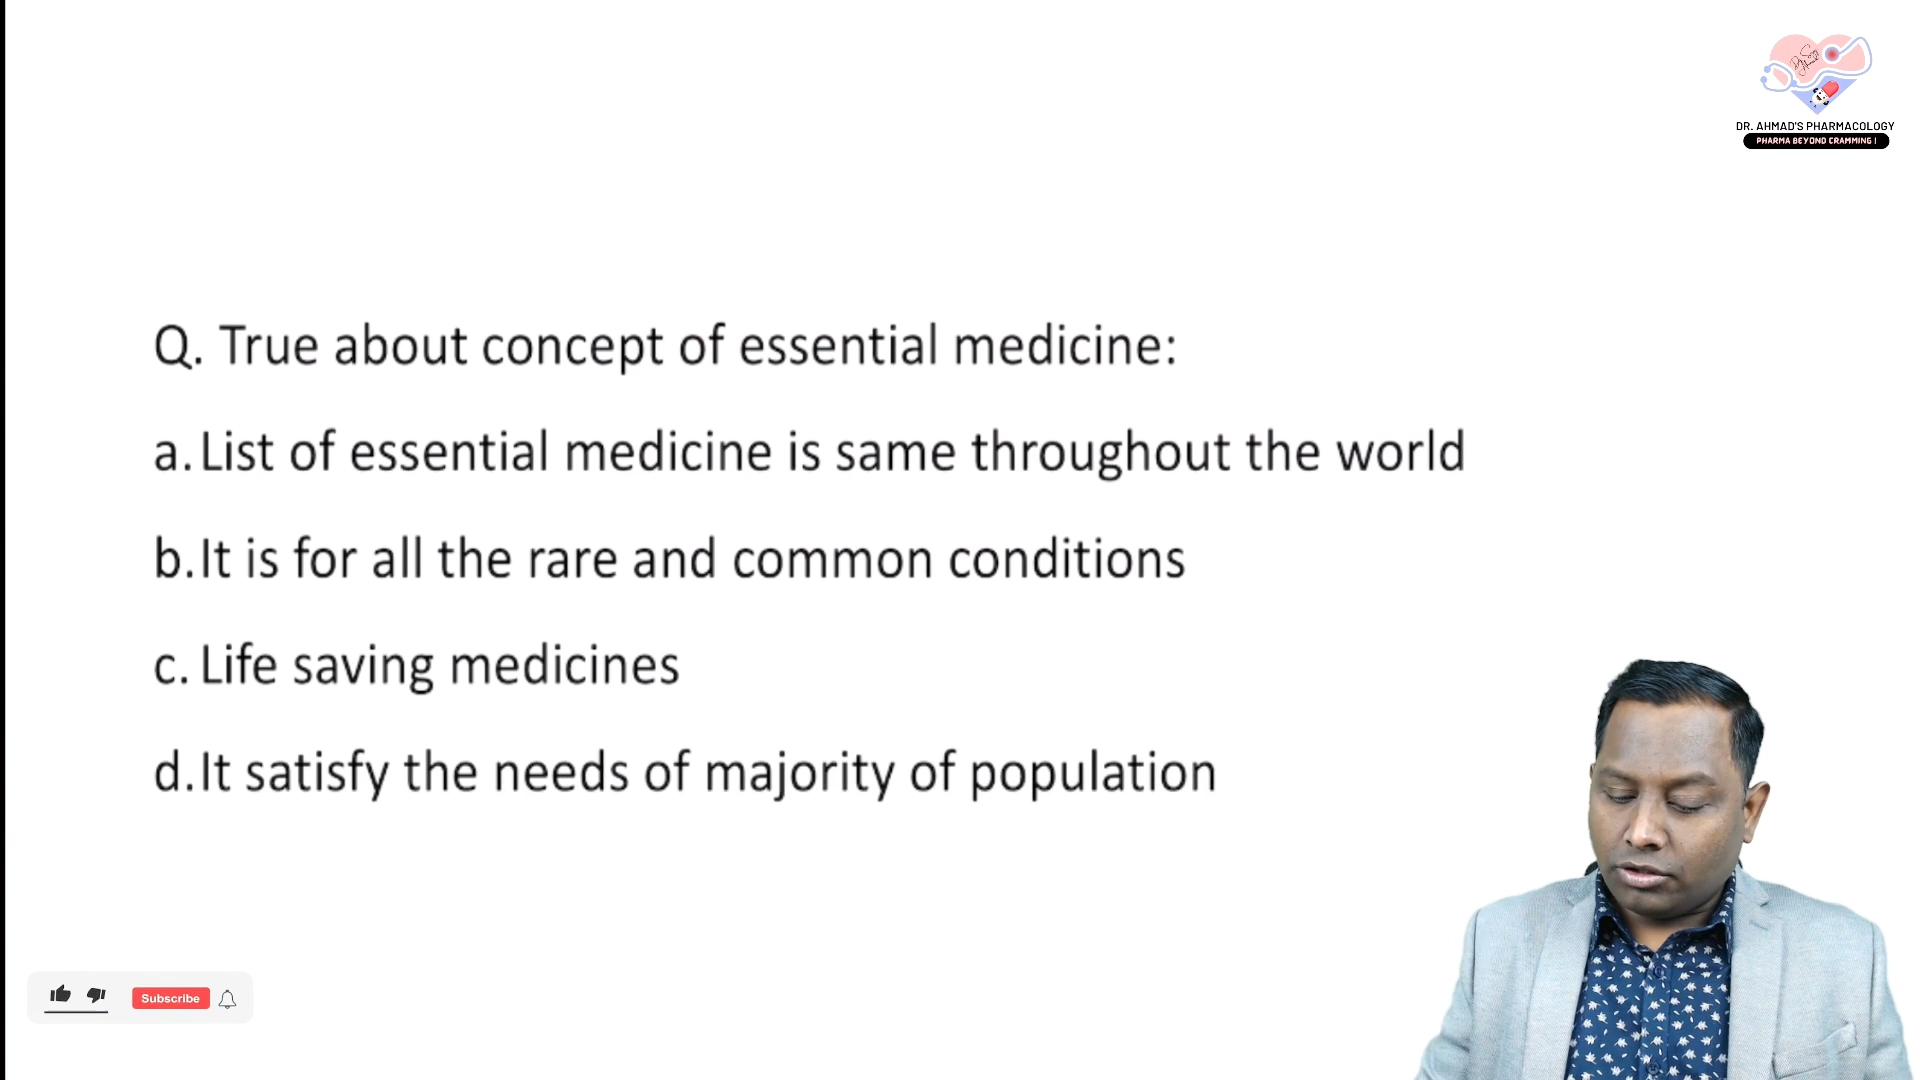 DR. AHMAD'S PHARMACOLOGY
PHARMA BEYOND CRAMMING !
Q. True about concept of essential medicine:
a. List of essential medicine is same throughout the world
b. It is for all the rare and common conditions
c. Life saving medicines
d. It satisfy the needs of majority of population
Subscribe